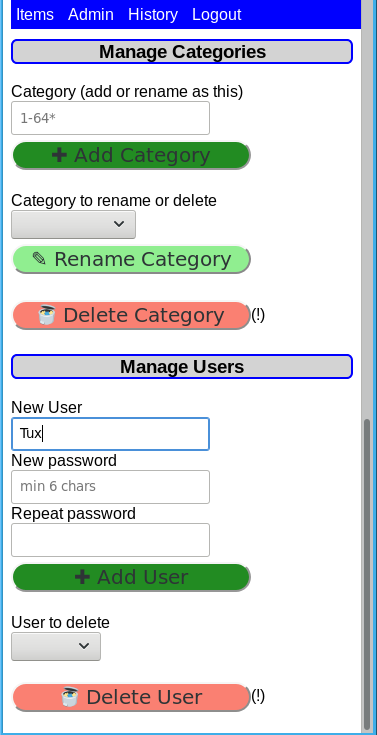 Items Admin History Logout
Manage Categories
Category (add or rename as this)
1-64*
✚ Add Category
Category to rename or delete
✎ Rename Category
Delete Category (!)
Manage Users
New User
Tux
New password
min 6 chars
Repeat password
✚ Add User
User to delete
Delete User (!)